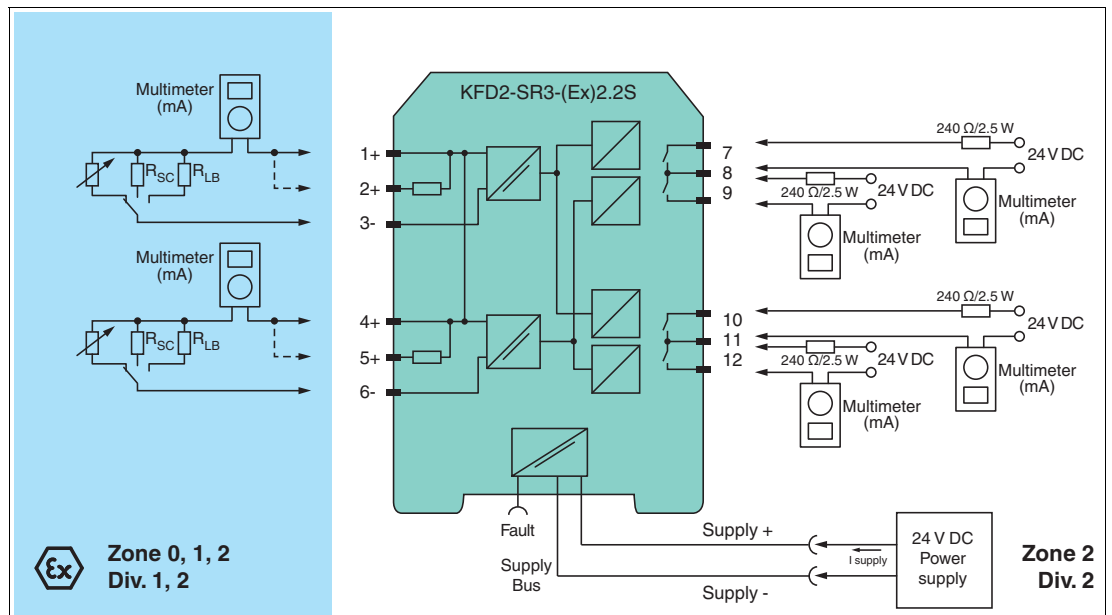 KFD2-SR3-(Ex)2.2S
Multimeter
(mA)
RSC
RLB
1+
2+
3-
Multimeter
(mA)
RSC
RLB
4+
5+
6-
7
8
9
240 Ω/2.5 W
24V DC
240 Ω/2.5 W
24 V DC
Multimeter
(mA)
Multimeter
(mA)
10
11
12
240 Ω/2.5 W
24V DC
240 Ω/2.5 W
24 V DC
Multimeter
(mA)
Multimeter
(mA)
Fault
Supply
Bus
Supply +
Supply -
I supply
24 V DC
Power
supply
Ex
Zone 0, 1, 2
Div. 1, 2
Zone 2
Div. 2